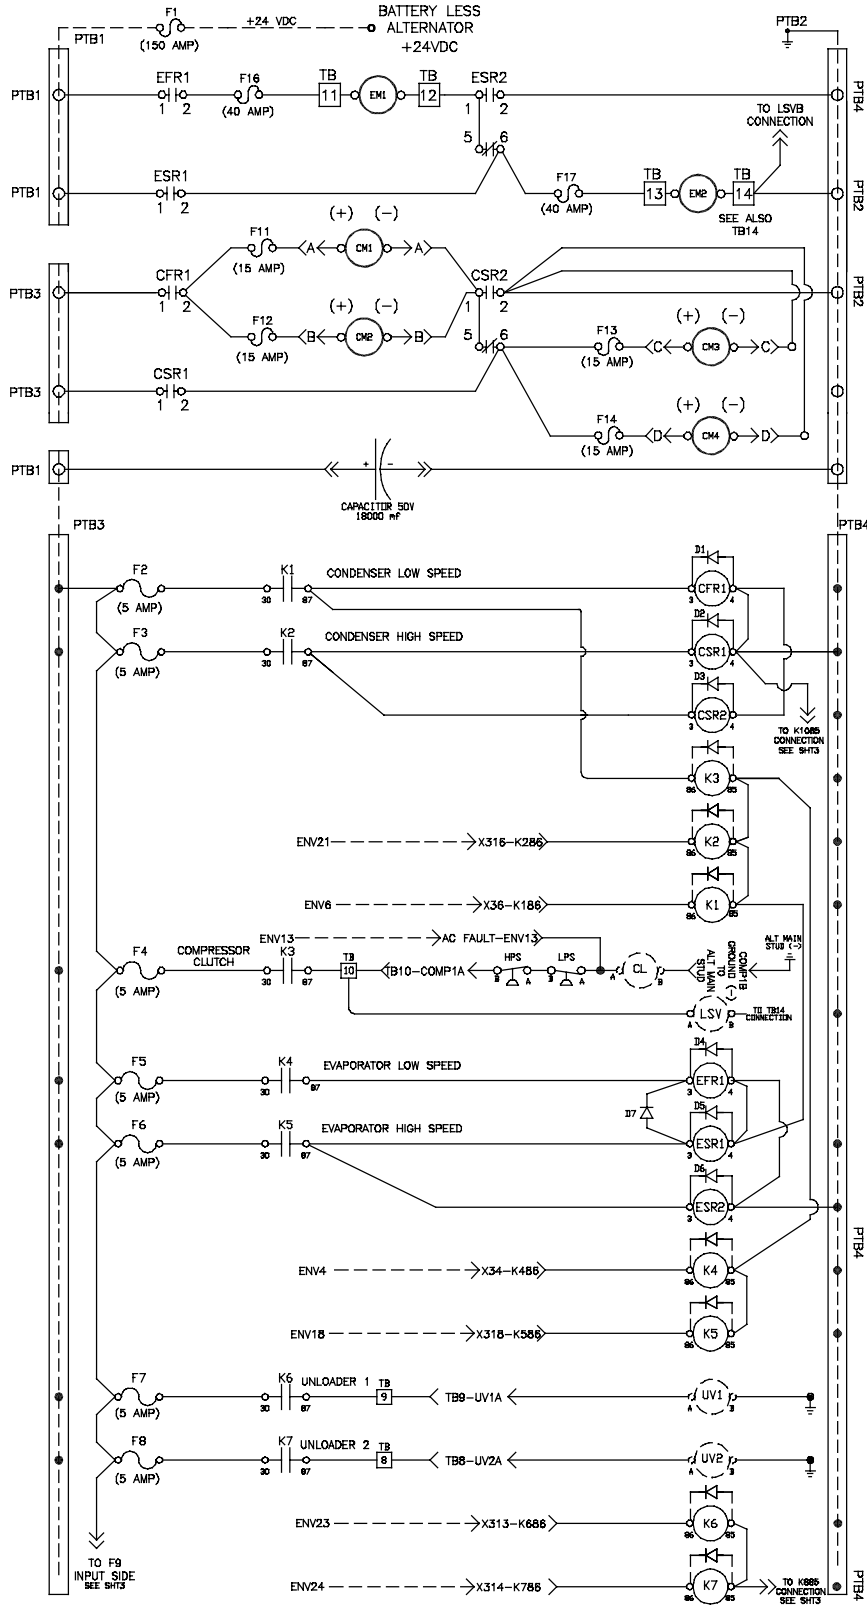 F1
+24 VDC
(150 AMP)
BATTERY LESS
ALTERNATOR
+24VDC
PTB1
PTB2
PTB1
EFR1
1 2
F16
(40 AMP)
TB
11
EM1
TB
12
ESR2
1 2
PTB4
5 6
TO LSVB
CONNECTION
PTB1
ESR1
1 2
F17
(40 AMP)
TB
13
EM2
TB
14
SEE ALSO
TB14
PTB2
F11
(15 AMP)
A
(+) (-)
CM1
A
PTB3
CFR1
1 2
CSR2
1 2
PTB2
F12
(15 AMP)
B
(+) (-)
CM2
B
5 6
F13
(15 AMP)
C
(+) (-)
CM3
C
PTB3
CSR1
1 2
F14
(15 AMP)
D
(+) (-)
CM4
D
PTB1
+ -
CAPACITOR 50V
18000 mf
PTB3
PTB4
F2
(5 AMP)
K1
30 87
CONDENSER LOW SPEED
D1
CFR1
3 4
F3
(5 AMP)
K2
30 87
CONDENSER HIGH SPEED
D2
CSR1
3 4
D3
CSR2
3 4
TO K1085
CONNECTION
SEE SHT3
K3
86 85
ENV21
X316-K286
K2
86 85
ENV6
X36-K186
K1
86 85
ENV13
AC FAULT-ENV13
F4
(5 AMP)
COMPRESSOR
CLUTCH
K3
30 87
TB
10
TB10-COMP1A
HPS
B A
LPS
B A
CL
A B
COMP1B
GROUND (-)
TO
ALT MAIN
STUD
ALT MAIN
STUD (-)
LSV
A B
TO TB14
CONNECTION
F5
(5 AMP)
K4
30 87
EVAPORATOR LOW SPEED
D4
EFR1
3 4
D7
F6
(5 AMP)
K5
30 87
EVAPORATOR HIGH SPEED
D5
ESR1
3 4
D6
ESR2
3 4
PTB4
ENV4
X34-K486
K4
86 85
ENV18
X318-K586
K5
86 85
F7
(5 AMP)
K6
30 87
UNLOADER 1
TB
9
TB9-UV1A
UV1
A B
F8
(5 AMP)
K7
30 87
UNLOADER 2
TB
8
TB8-UV2A
UV2
A B
ENV23
X313-K686
K6
86 85
TO F9
INPUT SIDE
SEE SHT3
ENV24
X314-K786
K7
86 85
TO K885
CONNECTION
SEE SHT3
PTB4